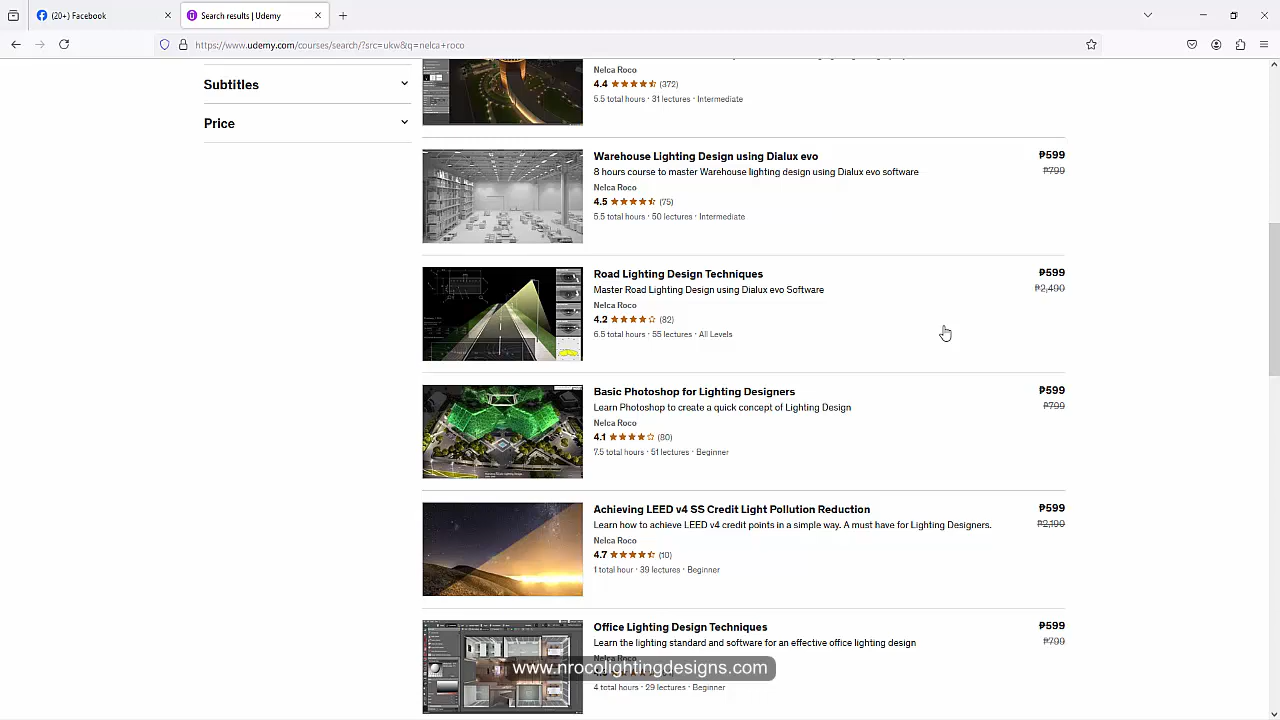 (20+) Facebook
Search results | Udemy
https://www.udemy.com/courses/search/?src=ukw&q=nelca+roco
Subtitles
Price
Nelca Roco
4.4 (372)
5.5 total hours · 31 lectures · Intermediate
Warehouse Lighting Design using Dialux evo
₱599
8 hours course to master Warehouse lighting design using Dialux evo software
₱799
Nelca Roco
4.5 (75)
5.5 total hours · 50 lectures · Intermediate
Road Lighting Design Techniques
₱599
Master Road Lighting Design using Dialux evo Software
₱2,490
Nelca Roco
4.2 (82)
6.5 total hours · 55 lectures · All Levels
Basic Photoshop for Lighting Designers
₱599
Learn Photoshop to create a quick concept of Lighting Design
₱799
Nelca Roco
4.1 (80)
7.5 total hours · 51 lectures · Beginner
Achieving LEED v4 SS Credit Light Pollution Reduction
₱599
Learn how to achieve LEED v4 credit points in a simple way. A must have for Lighting Designers.
₱2,190
Nelca Roco
4.7 (10)
1 total hour · 39 lectures · Beginner
Office Lighting Design Technique
₱599
Use the lighting standards and software for an effective office lighting design
₱799
Nelca Roco
www.nrocolightingdesigns.com
4 total hours · 29 lectures · Beginner